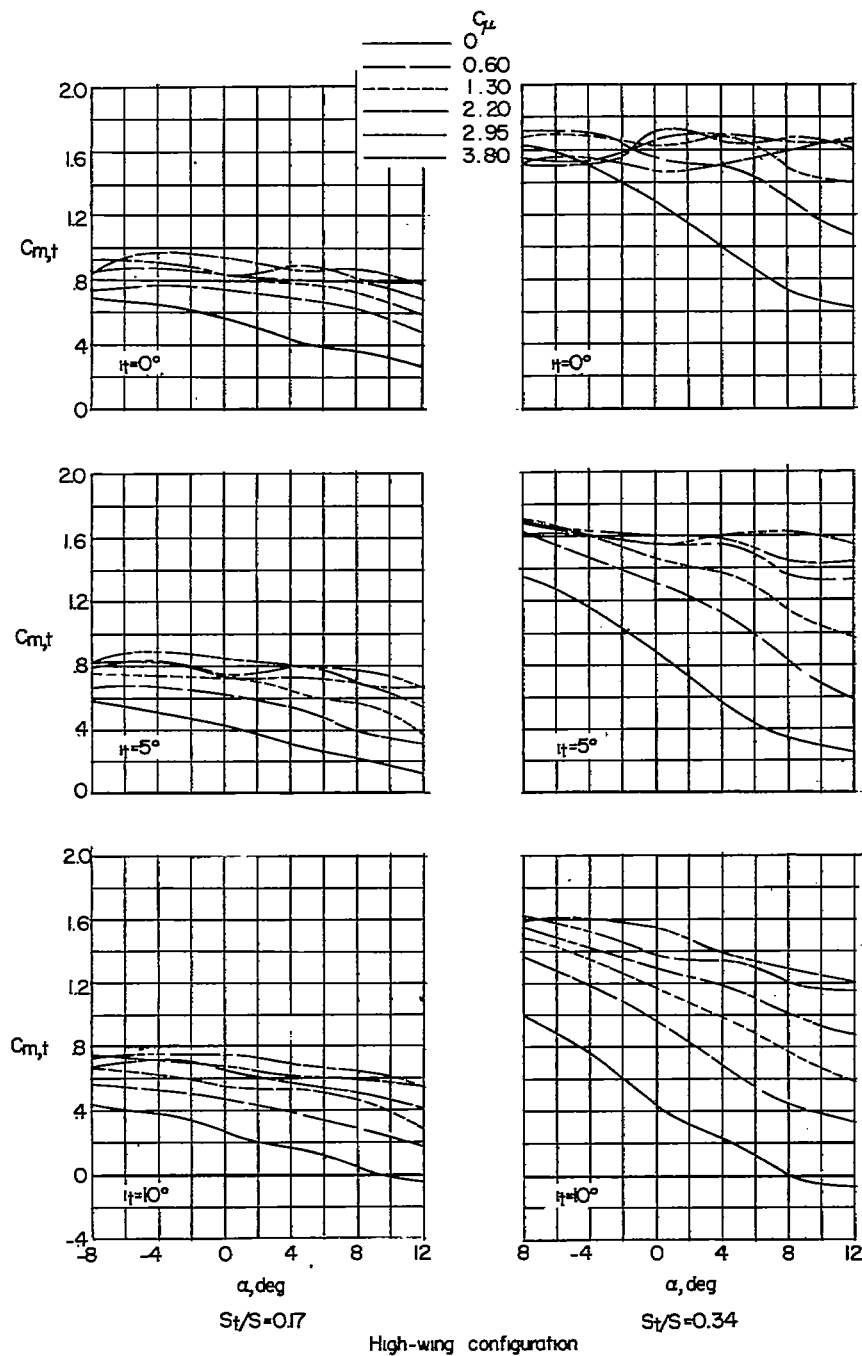 Cμ
0
0.60
1.30
2.20
2.95
3.80
2.0
1.6
1.2
Cm,t
.8
.4
0
it=0°
it=0°
2.0
1.6
1.2
Cm,t
.8
.4
0
it=5°
it=5°
2.0
1.6
1.2
Cm,t
.8
.4
0
-.4
it=10°
it=10°
-8 -4 0 4 8 12
8 -4 0 4 8 12
α, deg
α, deg
St/S=0.17
St/S=0.34
High-wing configuration